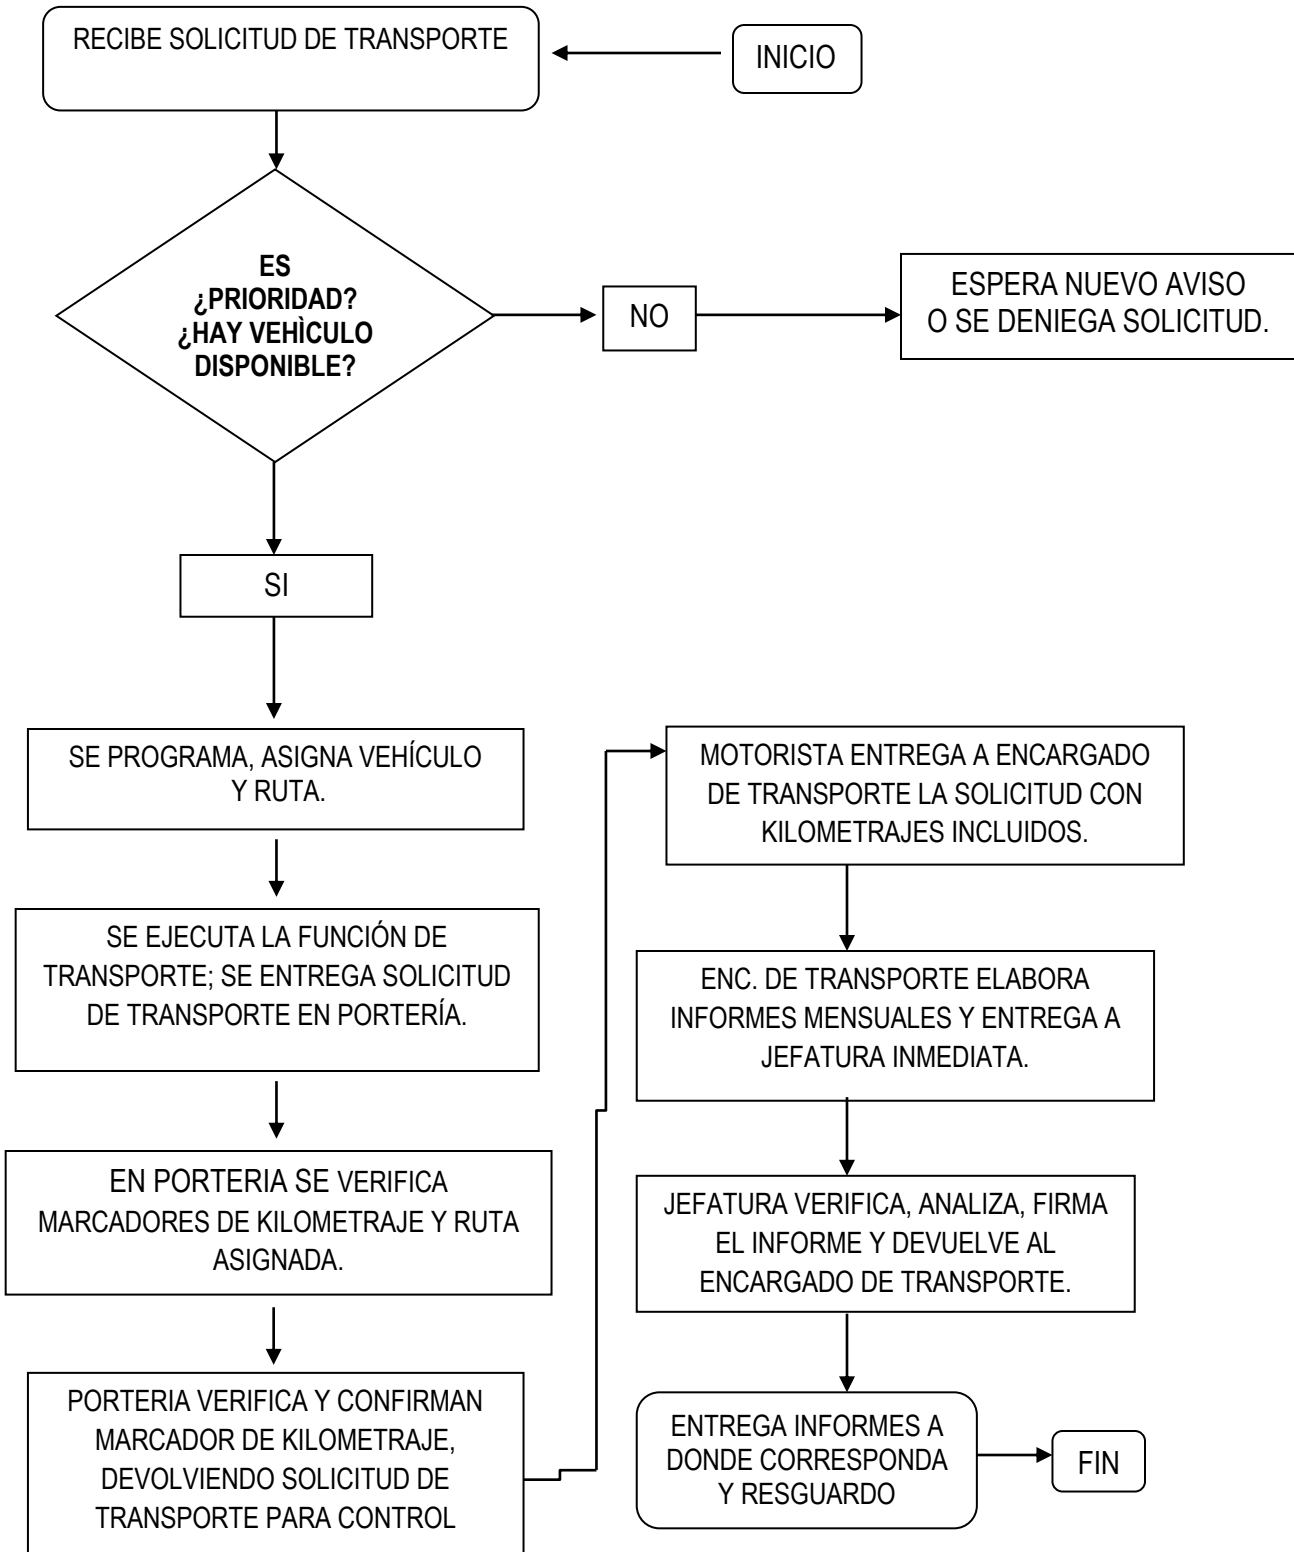 RECIBE SOLICITUD DE TRANSPORTE
INICIO
ES
¿PRIORIDAD?
¿HAY VEHÌCULO
DISPONIBLE?
NO
ESPERA NUEVO AVISO
O SE DENIEGA SOLICITUD.
SI
SE PROGRAMA, ASIGNA VEHÍCULO
Y RUTA.
SE EJECUTA LA FUNCIÓN DE
TRANSPORTE; SE ENTREGA SOLICITUD
DE TRANSPORTE EN PORTERÍA.
EN PORTERIA SE VERIFICA
MARCADORES DE KILOMETRAJE Y RUTA
ASIGNADA.
PORTERIA VERIFICA Y CONFIRMAN
MARCADOR DE KILOMETRAJE,
DEVOLVIENDO SOLICITUD DE
TRANSPORTE PARA CONTROL
MOTORISTA ENTREGA A ENCARGADO
DE TRANSPORTE LA SOLICITUD CON
KILOMETRAJES INCLUIDOS.
ENC. DE TRANSPORTE ELABORA
INFORMES MENSUALES Y ENTREGA A
JEFATURA INMEDIATA.
JEFATURA VERIFICA, ANALIZA, FIRMA
EL INFORME Y DEVUELVE AL
ENCARGADO DE TRANSPORTE.
ENTREGA INFORMES A
DONDE CORRESPONDA
Y RESGUARDO
FIN